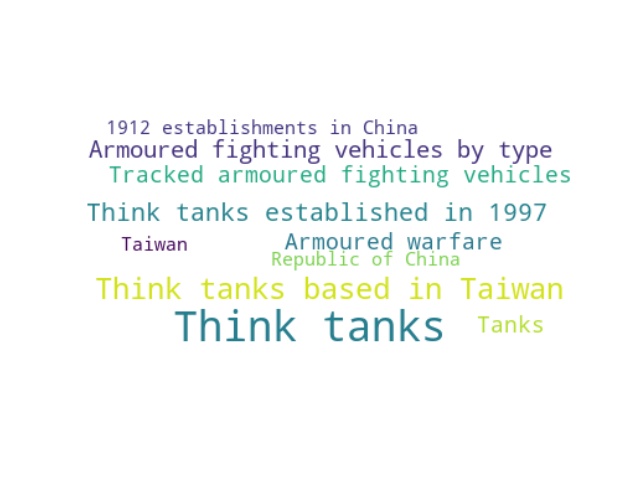 1912 establishments in China
Armoured fighting vehicles by type
Tracked armoured fighting vehicles
Think tanks established in 1997
Taiwan
Armoured warfare
Republic of China
Think tanks based in Taiwan
Think tanks
Tanks